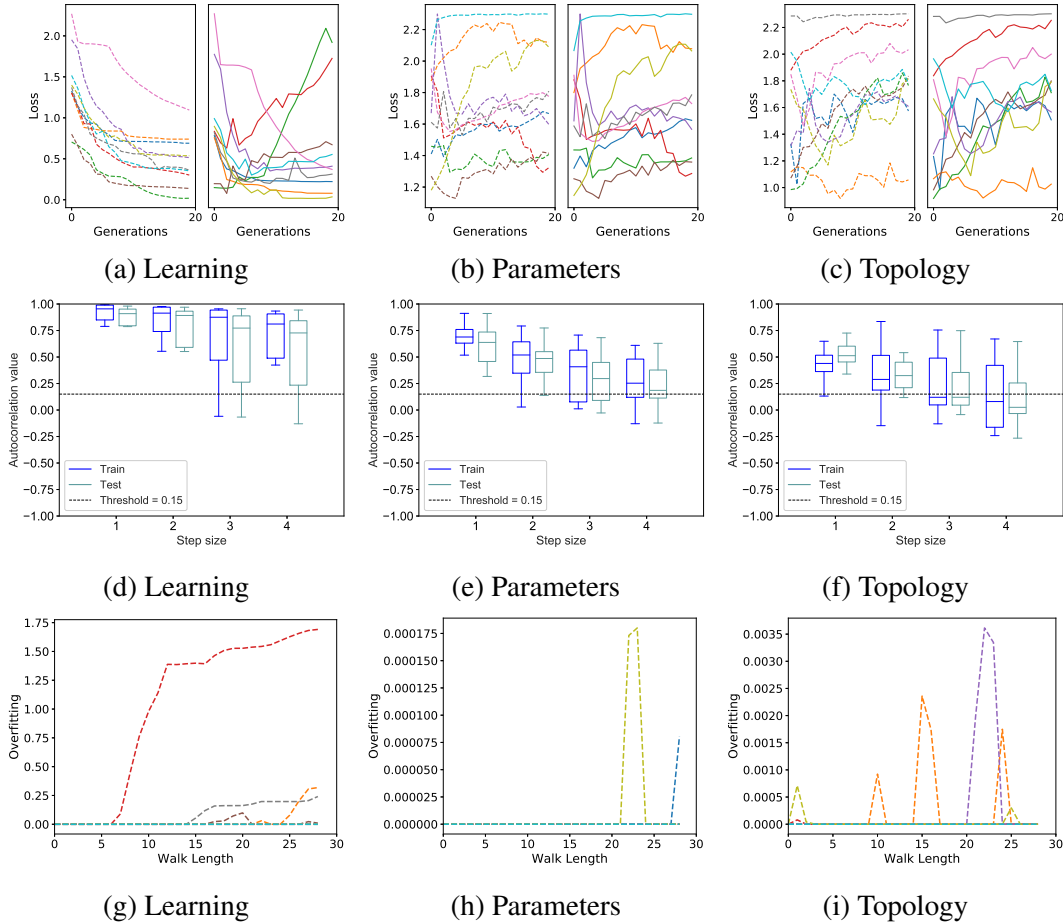 2.0
1.5
1.0
0.5
0.0
Loss
0
20
0
20
Generations
Generations
(a) Learning
2.2
2.0
1.8
1.6
1.4
1.2
Loss
0
20
0
20
Generations
Generations
(b) Parameters
2.2
2.0
1.8
1.6
1.4
1.2
1.0
Loss
0
20
0
20
Generations
Generations
(c) Topology
1.00
0.75
0.50
0.25
0.00
−0.25
−0.50
−0.75
−1.00
Autocorrelation value
Train
Test
Threshold = 0.15
1
2
3
4
Step size
(d) Learning
1.00
0.75
0.50
0.25
0.00
−0.25
−0.50
−0.75
−1.00
Autocorrelation value
Train
Test
Threshold = 0.15
1
2
3
4
Step size
(e) Parameters
1.00
0.75
0.50
0.25
0.00
−0.25
−0.50
−0.75
−1.00
Autocorrelation value
Train
Test
Threshold = 0.15
1
2
3
4
Step size
(f) Topology
1.75
1.50
1.25
1.00
0.75
0.50
0.25
0.00
Overfitting
0
5
10
15
20
25
30
Walk Length
(g) Learning
0.000175
0.000150
0.000125
0.000100
0.000075
0.000050
0.000025
0.000000
Overfitting
0
5
10
15
20
25
30
Walk Length
(h) Parameters
0.0035
0.0030
0.0025
0.0020
0.0015
0.0010
0.0005
0.0000
Overfitting
0
5
10
15
20
25
30
Walk Length
(i) Topology